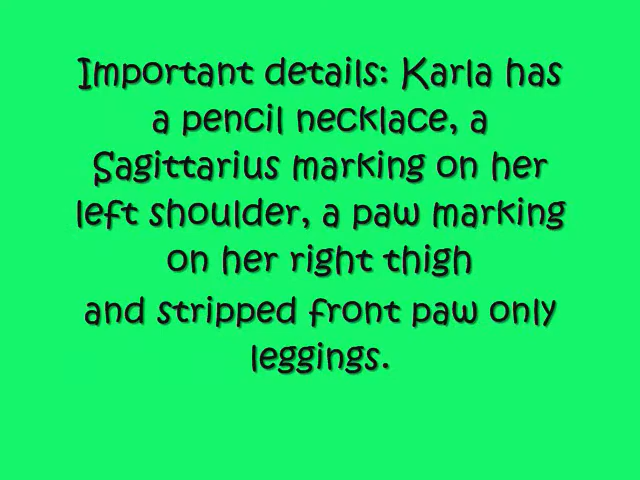 Important details: Karla has
a pencil necklace, a
Sagittarius marking on her
left shoulder, a paw marking
on her right thigh
and stripped front paw only
leggings.